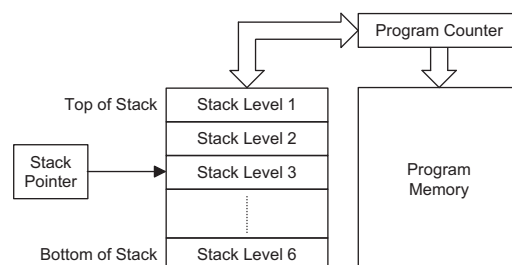 Program Counter
Top of Stack
Stack Level 1
Stack Level 2
Stack
Pointer
Stack Level 3
Program
Memory
Bottom of Stack
Stack Level 6